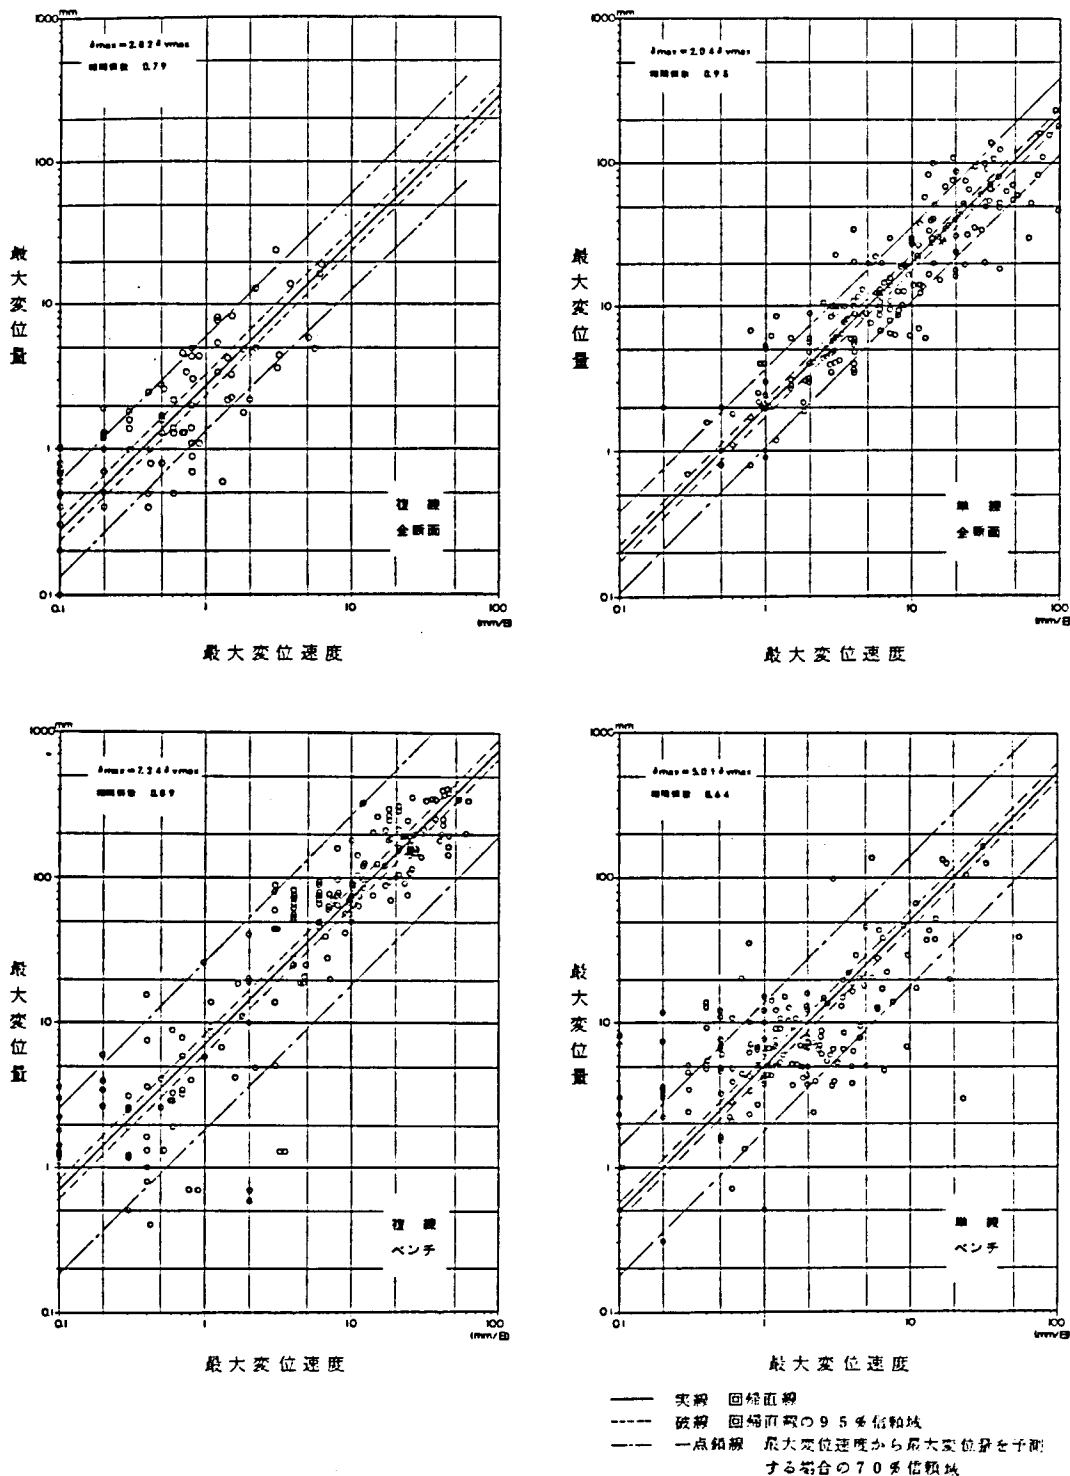 1000 mm
δmax=2.82δvmax
相関係数 0.79
100
10
1
0.1
最大変位量
複線
全断面
0.1 1 10 100
(mm/日)
最大変位速度
1000 mm
δmax=2.04δvmax
相関係数 0.95
100
10
1
0.1
最大変位量
単線
全断面
0.1 1 10 100
(mm/日)
最大変位速度
1000 mm
δmax=7.24δvmax
相関係数 0.89
100
10
1
0.1
最大変位量
複線
ベンチ
0.1 1 10 100
(mm/日)
最大変位速度
1000 mm
δmax=5.01δvmax
相関係数 0.64
100
10
1
0.1
最大変位量
単線
ベンチ
0.1 1 10 100
(mm/日)
最大変位速度
実線 回帰直線
破線 回帰直線の95%信頼域
一点鎖線 最大変位速度から最大変位量を予測
する場合の70%信頼域